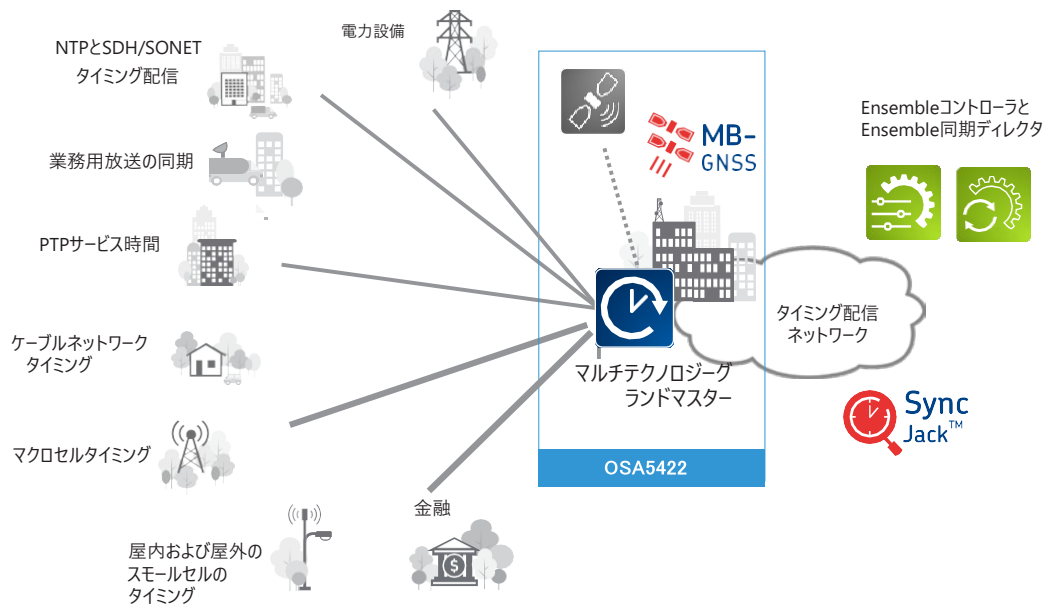 NTPとSDH/SONET
タイミング配信
電力設備
業務用放送の同期
PTPサービス時間
ケーブルネットワーク
タイミング
マクロセルタイミング
屋内および屋外の
スモールセルの
タイミング
金融
$
MB-
GNSS
マルチテクノロジーグ
ランドマスター
OSA5422
Ensembleコントローラと
Ensemble同期ディレクタ
タイミング配信
ネットワーク
Sync
Jack™